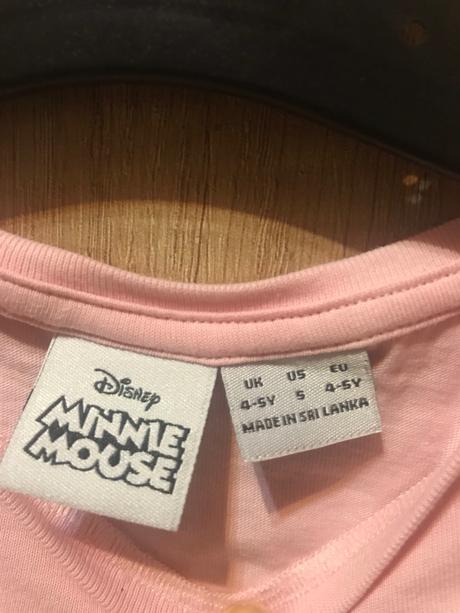 Disney
MINNIE
MOUSE
UK US EU
4-5Y 5 4-5Y
MADE IN SRI LANKA